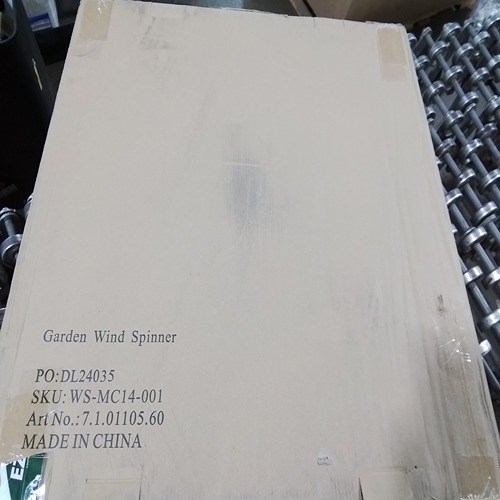 Garden Wind Spinner
PO:DL24035
SKU: WS-MC14-001
Art No.: 7.1.01105.60
MADE IN CHINA